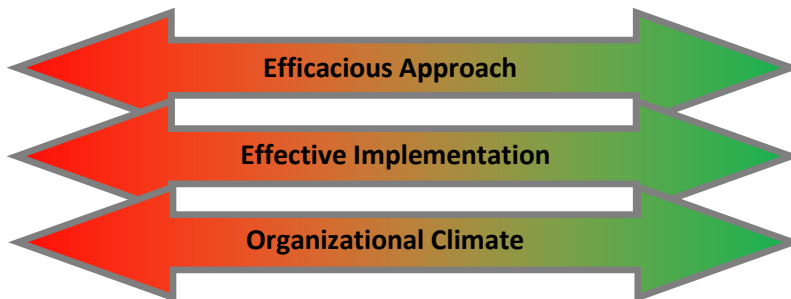 Efficacious Approach
Effective Implementation
Organizational Climate